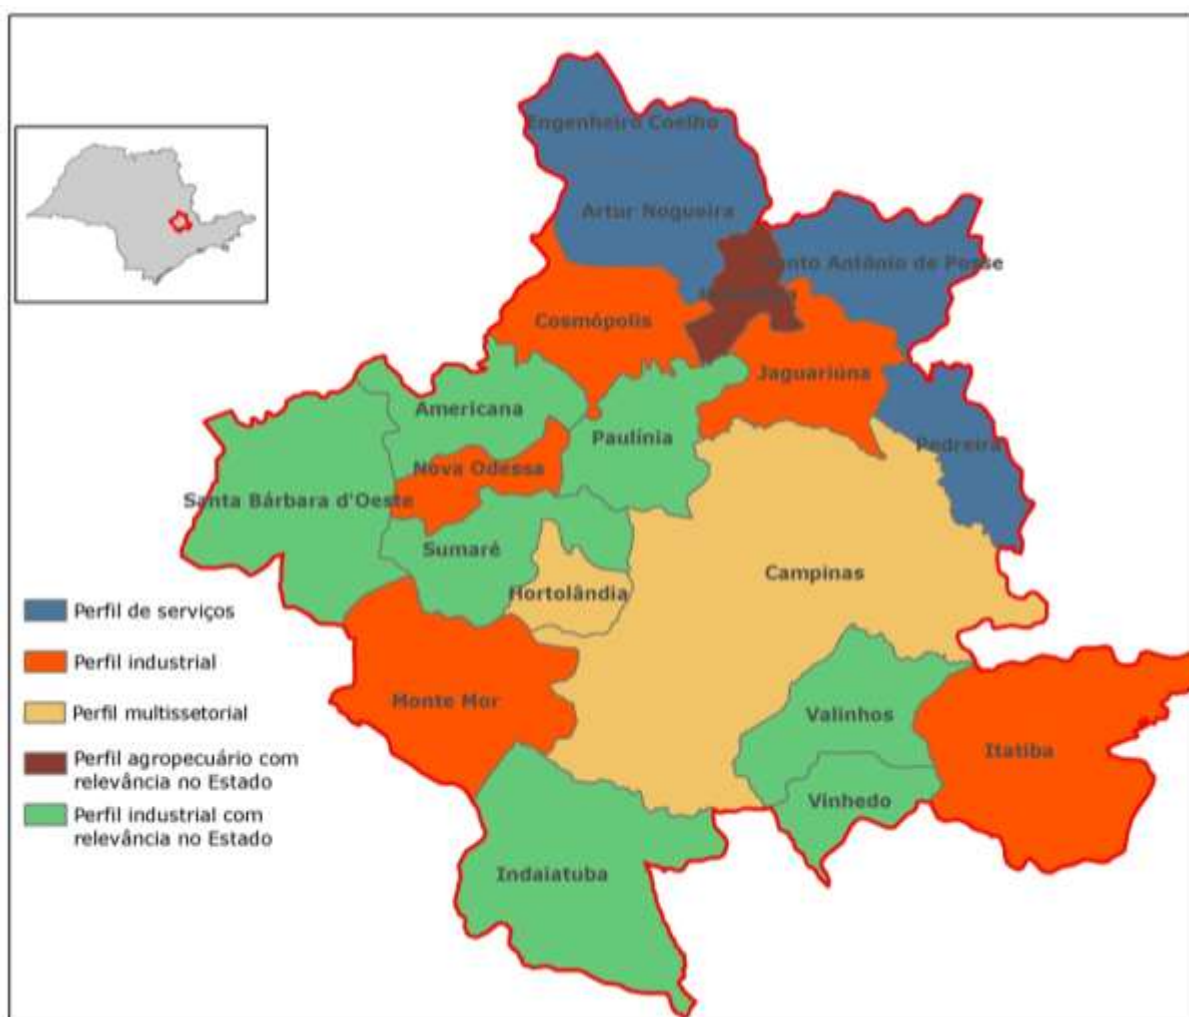 Engenheiro Coelho
Artur Nogueira
Santo Antônio de Posse
Cosmópolis
Jaguariúna
Americana
Paulínia
Pedreira
Nova Odessa
Santa Bárbara d'Oeste
Sumaré
Campinas
Hortolândia
Monte Mor
Valinhos
Itatiba
Vinhedo
Indaiatuba
Perfil de serviços
Perfil industrial
Perfil multissetorial
Perfil agropecuário com
relevância no Estado
Perfil industrial com
relevância no Estado